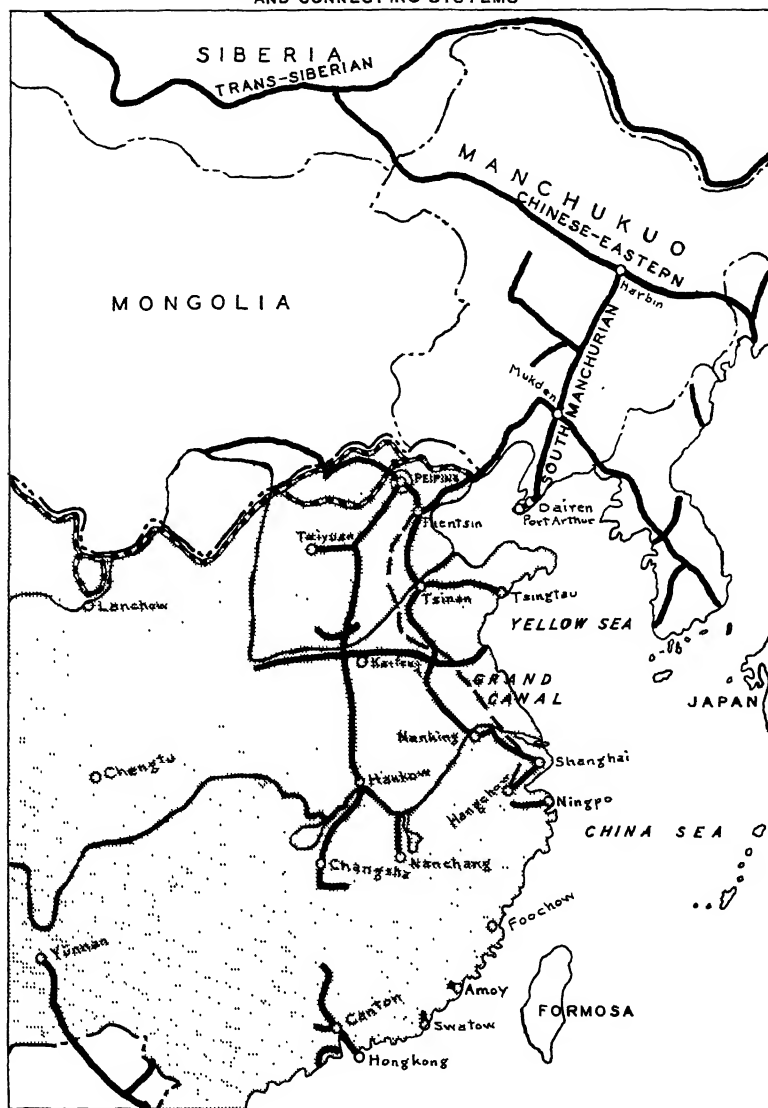 AND CONNECTING SYSTEMS
SIBERIA
TRANS-SIBERIAN
MANCHUKUO
CHINESE-EASTERN
MONGOLIA
Harbin
SOUTH MANCHURIAN
Mukden
PEIPING
Tientsin
Dairen
Port Arthur
Taiyuan
Tsinan
Tsingtau
Lanchow
YELLOW SEA
Kaifeng
GRAND
CANAL
JAPAN
Nanking
Shanghai
Chengtu
Hankow
Hangchow
Ningpo
CHINA SEA
Changsha
Nanchang
Foochow
Yunnan
Amoy
FORMOSA
Canton
Swatow
Hongkong